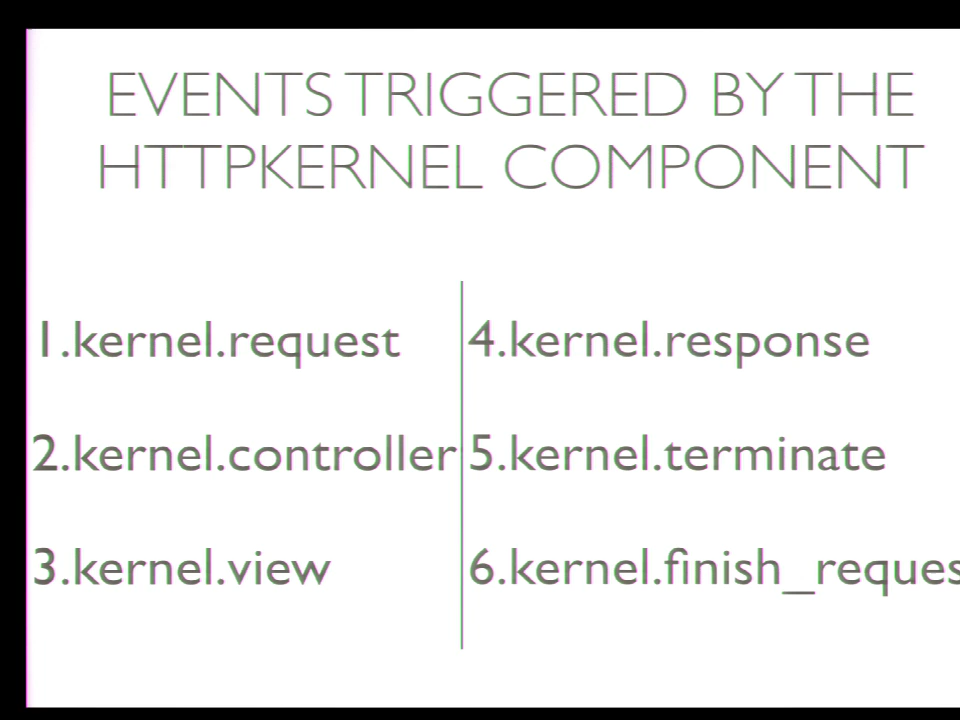 EVENTS TRIGGERED BY THE
HTTPKERNEL COMPONENT
1.kernel.request
2.kernel.controller
3.kernel.view
4.kernel.response
5.kernel.terminate
6.kernel.finish_reques